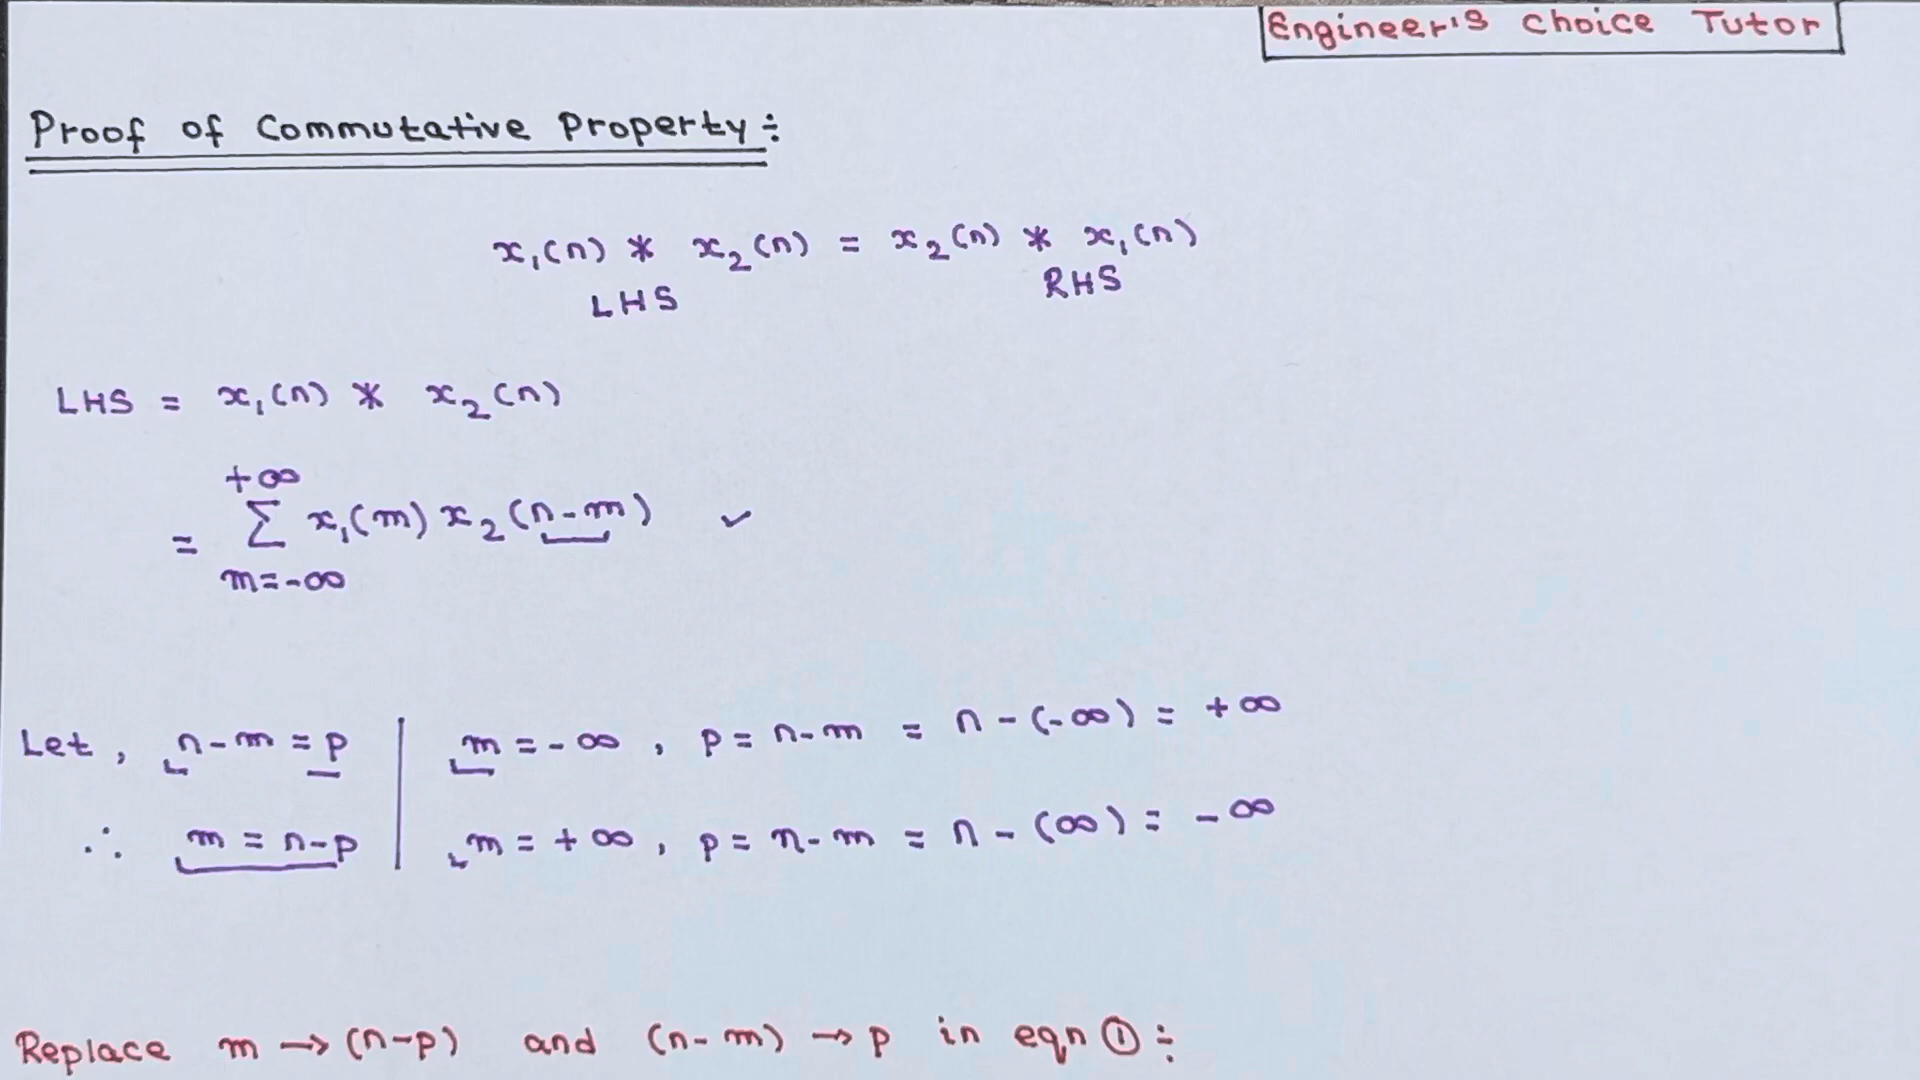 Engineer's Choice Tutor
Proof of Commutative Property :
x₁(n) * x₂(n) = x₂(n) * x₁(n)
LHS RHS
LHS = x₁(n) * x₂(n)
+∞
= Σ x₁(m) x₂(n-m) ✓
m=-∞
Let, n-m = p | m = -∞, p = n-m = n-(-∞) = +∞
∴ m = n-p | m = +∞, p = n-m = n-(∞) = -∞
Replace m → (n-p) and (n-m) → p in eqn ① :